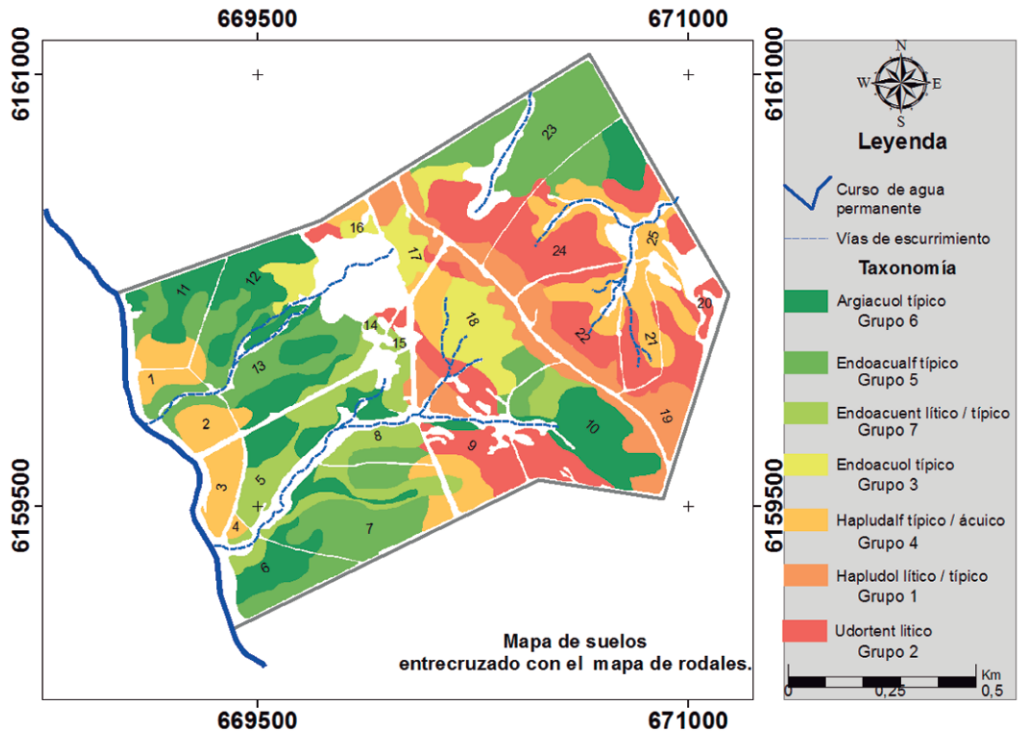 669500
671000
6161000
6161000
N
W
E
S
Leyenda
Curso de agua
permanente
Vías de escurrimiento
Taxonomía
Argiacuol típico
Grupo 6
Endoacualf típico
Grupo 5
Endoacuent lítico / típico
Grupo 7
Endoacuol típico
Grupo 3
Hapludalf típico / ácuico
Grupo 4
Hapludol lítico / típico
Grupo 1
Udortent litico
Grupo 2
Km
0
0,25
0,5
23
16
17
24
25
12
11
20
18
14
15
22
21
13
1
2
19
10
8
9
3
5
4
7
6
6159500
6159500
Mapa de suelos
entrecruzado con el mapa de rodales.
669500
671000